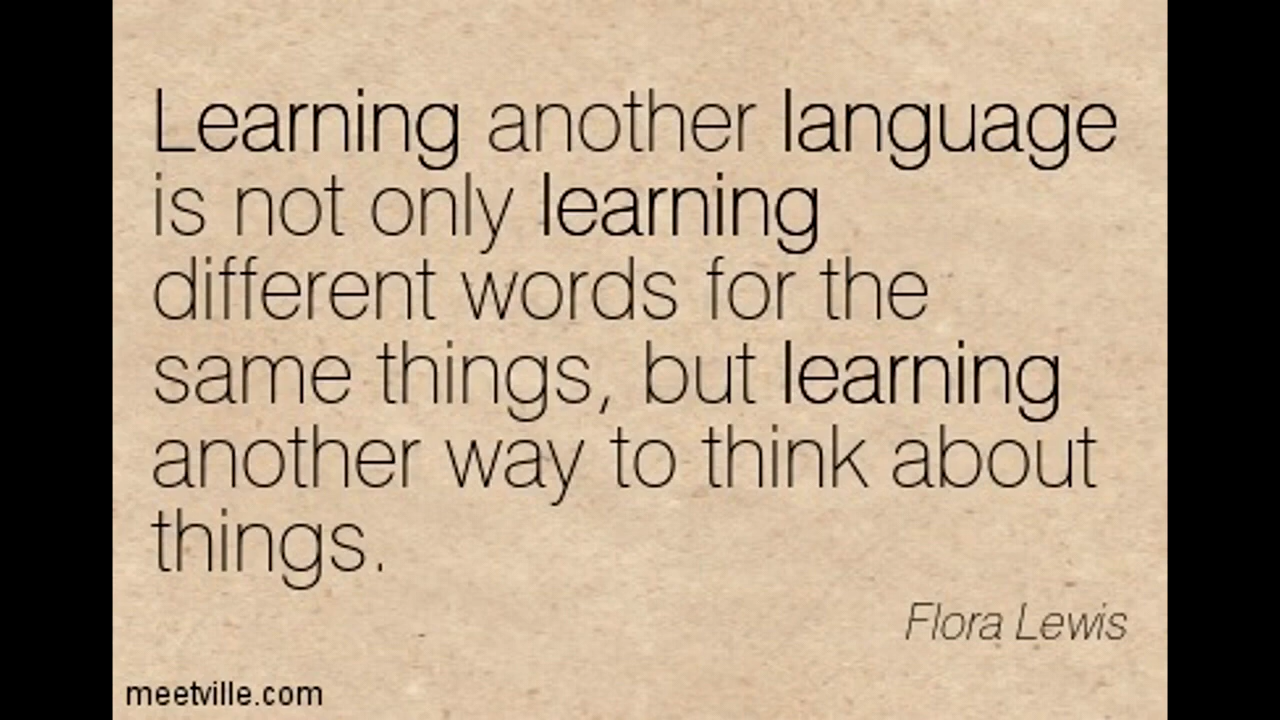 Learning another language
is not only learning
different words for the
same things, but learning
another way to think about
things.
Flora Lewis
meetville.com